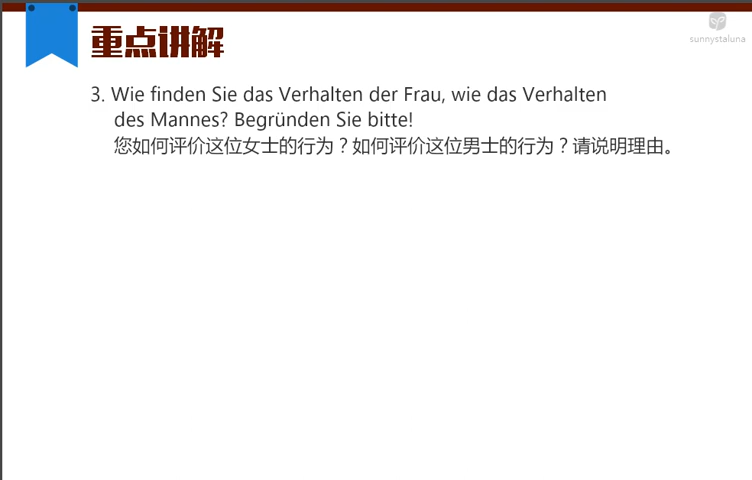 重点讲解
sunnystaluna
3. Wie finden Sie das Verhalten der Frau, wie das Verhalten
des Mannes? Begründen Sie bitte!
您如何评价这位女士的行为？如何评价这位男士的行为？请说明理由。